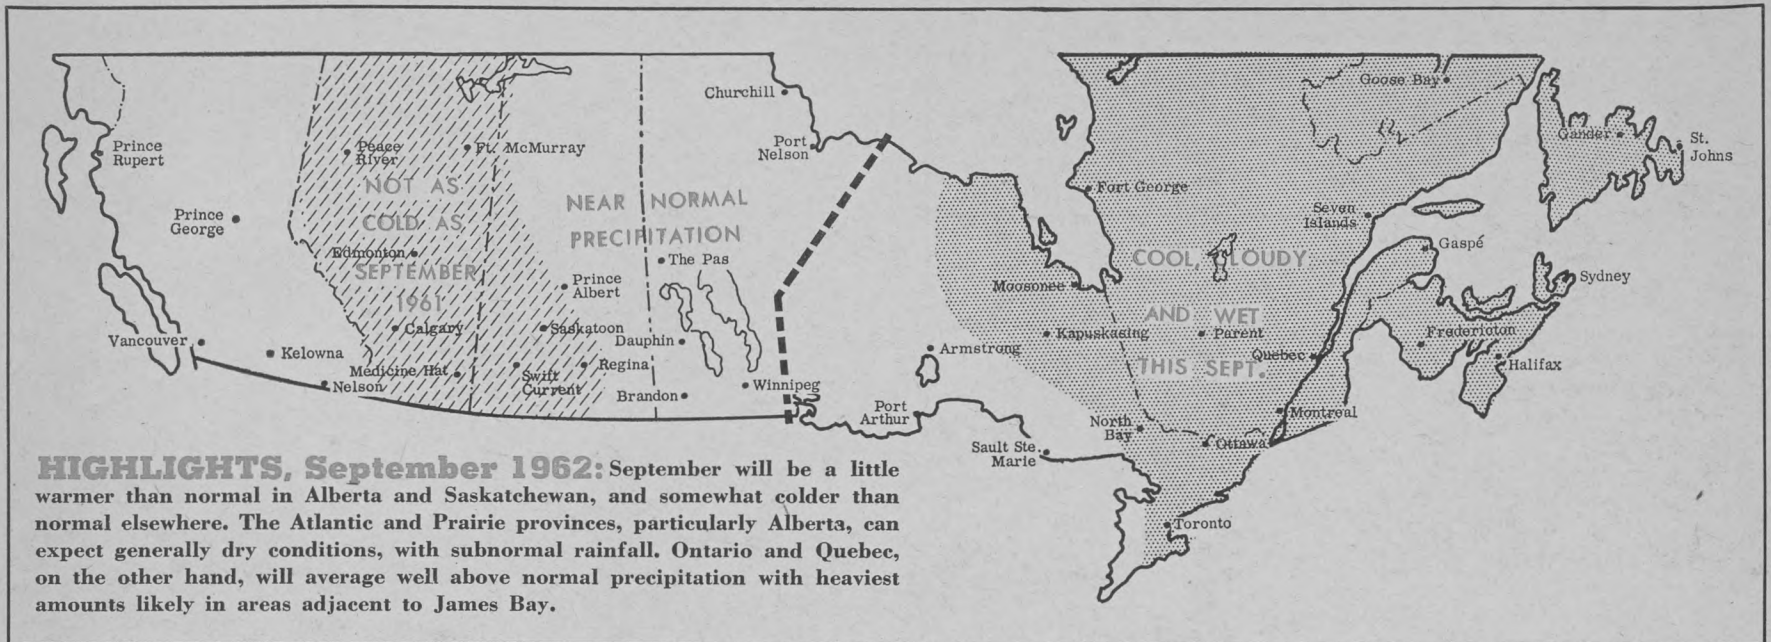 Churchill
Port
Nelson
Prince
Rupert
Peace
River
Ft. McMurray
NOT AS
COLD AS
SEPTEMBER
1961
NEAR NORMAL
PRECIPITATION
Prince
George
Edmonton
The Pas
Prince
Albert
Vancouver
Kelowna
Nelson
Calgary
Medicine Hat
Saskatoon
Swift
Current
Regina
Dauphin
Brandon
Winnipeg
Goose Bay
Gander
St.
Johns
Fort George
Seven
Islands
Gaspé
Sydney
COOL, CLOUDY
AND WET
THIS SEPT.
Moosonee
Kapuskasing
Parent
Armstrong
Quebec
Fredericton
Halifax
Port
Arthur
North
Bay
Montreal
Ottawa
Sault Ste.
Marie
Toronto
HIGHLIGHTS, September 1962: September will be a little
warmer than normal in Alberta and Saskatchewan, and somewhat colder than
normal elsewhere. The Atlantic and Prairie provinces, particularly Alberta, can
expect generally dry conditions, with subnormal rainfall. Ontario and Quebec,
on the other hand, will average well above normal precipitation with heaviest
amounts likely in areas adjacent to James Bay.